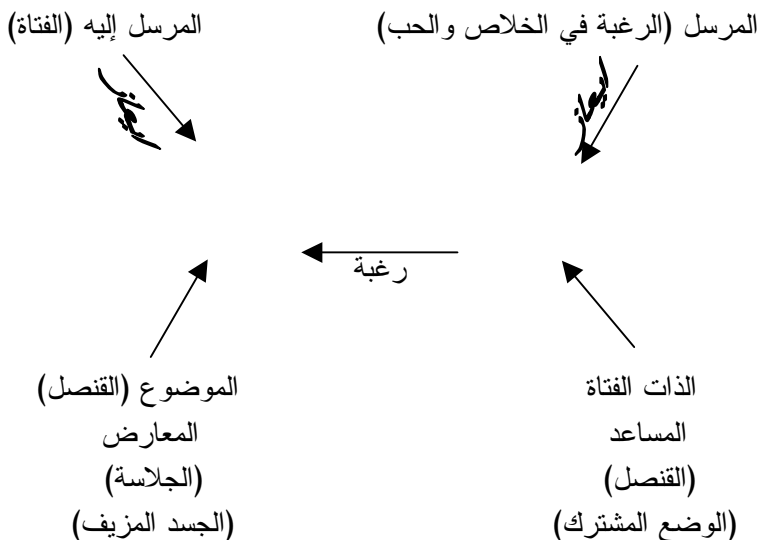 المرسل (الرغبة في الخلاص والحب)
المرسل إليه (الفتاة)
رغبة
الذات الفتاة
الموضوع (القنصل)
المساعد
المعارض
(القنصل)
(الجلاسة)
(الوضع المشترك)
(الجسد المزيف)